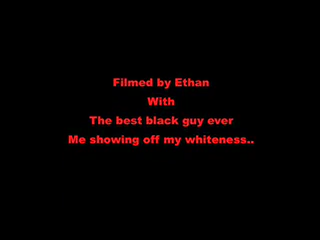 Filmed by Ethan
With
The best black guy ever
Me showing off my whiteness..